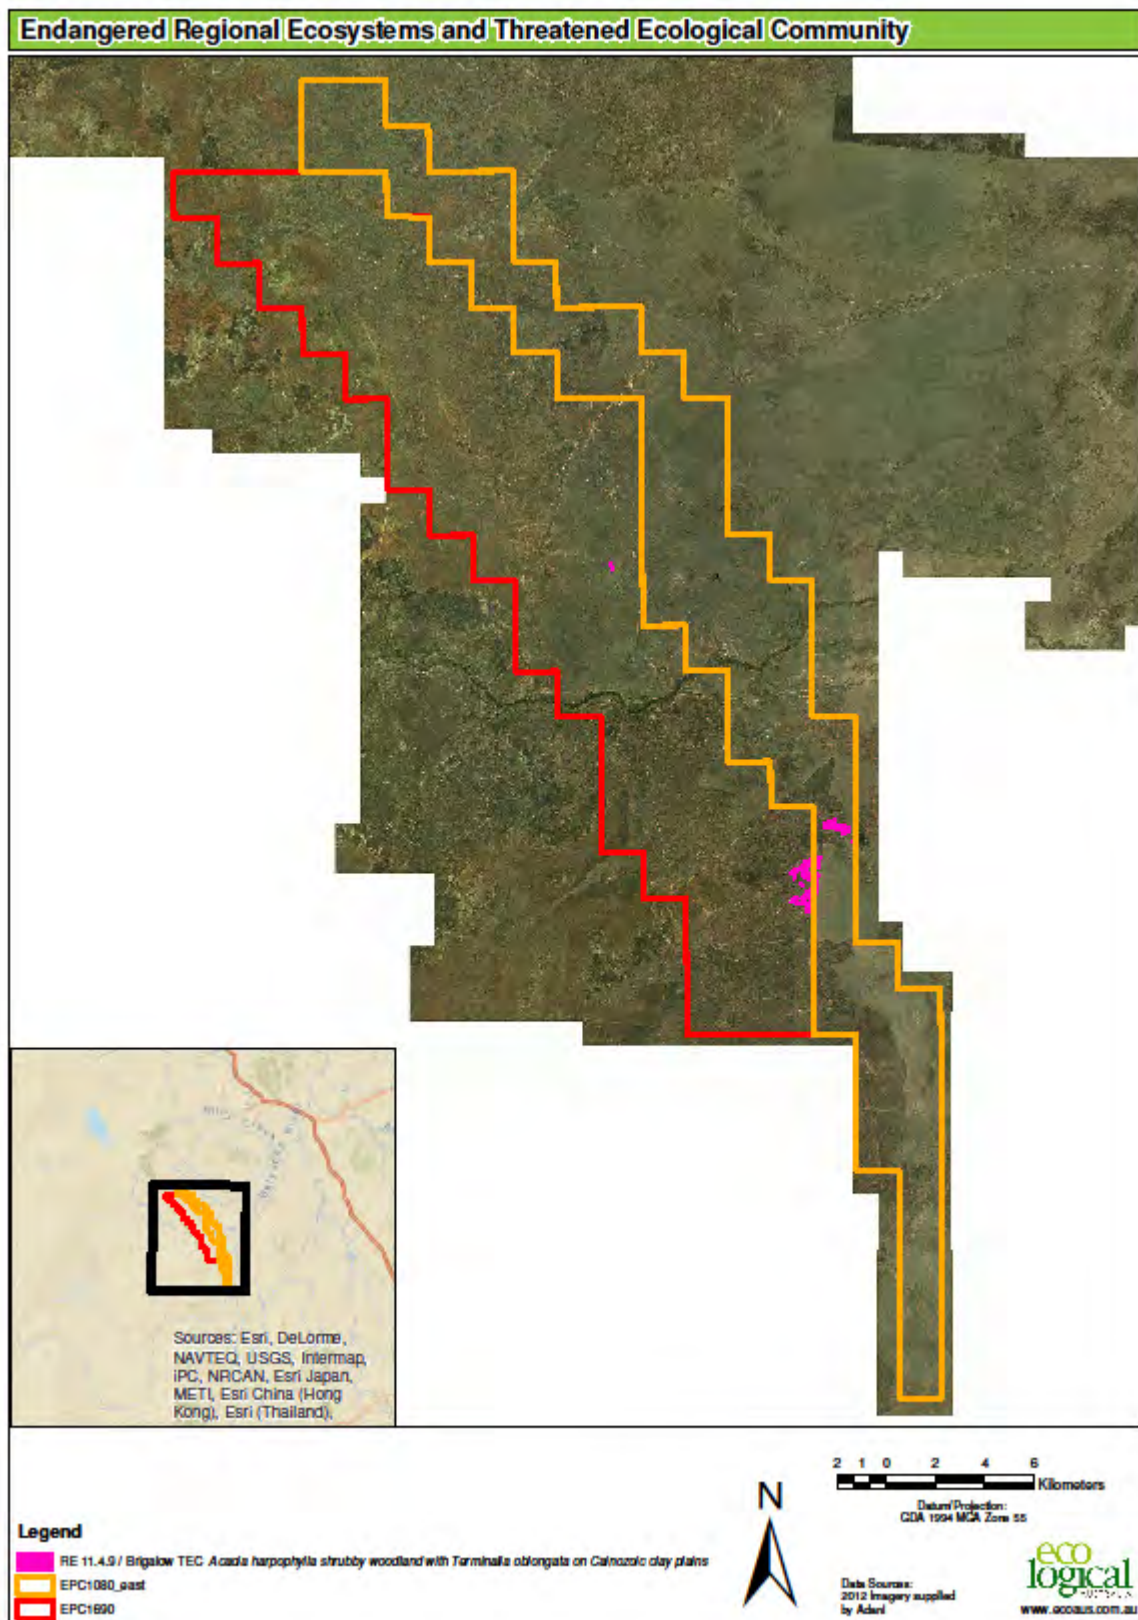 Endangered Regional Ecosystems and Threatened Ecological Community
Sources: Esri, DeLorme,
NAVTEQ, USGS, Intermap,
iPC, NRCAN, Esri Japan,
METI, Esri China (Hong
Kong), Esri (Thailand),
2 1 0 2 4 6
Kilometers
N
Datum/Projection:
GDA 1994 MGA Zone 55
Legend
RE 11.4.9 / Brigalow TEC Acacia harpophylla shrubby woodland with Terminalia oblongata on Cainozoic clay plains
EPC1080_east
EPC1690
Data Sources:
2012 Imagery supplied
by Adani
eco
logical
AUSTRALIA
www.ecoaus.com.au